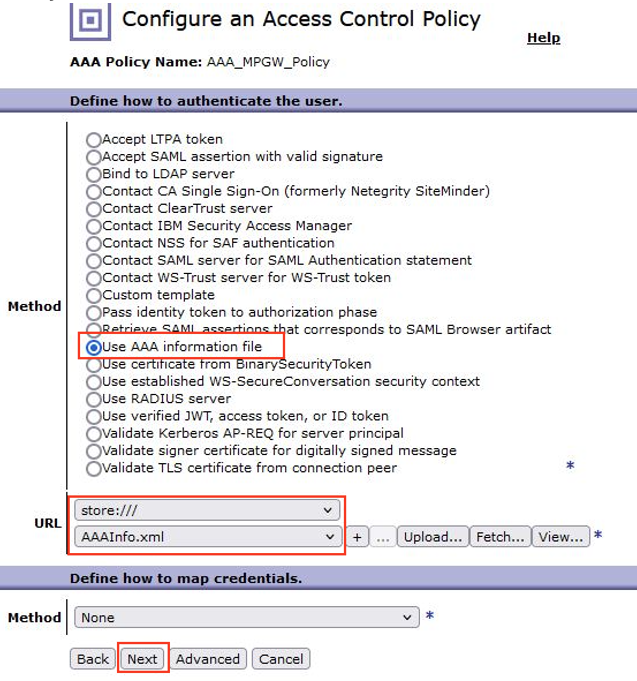 Configure an Access Control Policy
Help
AAA Policy Name: AAA_MPGW_Policy
Define how to authenticate the user.
Accept LTPA token
Accept SAML assertion with valid signature
Bind to LDAP server
Contact CA Single Sign-On (formerly Netegrity SiteMinder)
Contact ClearTrust server
Contact IBM Security Access Manager
Contact NSS for SAF authentication
Contact SAML server for SAML Authentication statement
Contact WS-Trust server for WS-Trust token
Custom template
Method
Pass identity token to authorization phase
Retrieve SAML assertions that corresponds to SAML Browser artifact
Use AAA information file
Use certificate from BinarySecurityToken
Use established WS-SecureConversation security context
Use RADIUS server
Use verified JWT, access token, or ID token
Validate Kerberos AP-REQ for server principal
Validate signer certificate for digitally signed message
Validate TLS certificate from connection peer *
store:///
URL
AAAInfo.xml + ... Upload... Fetch... View... *
Define how to map credentials.
Method None *
Back Next Advanced Cancel